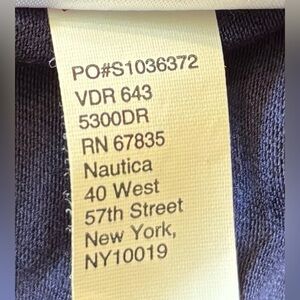 PO#S1036372
VDR 643
5300DR
RN 67835
Nautica
40 West
57th Street
New York,
NY10019